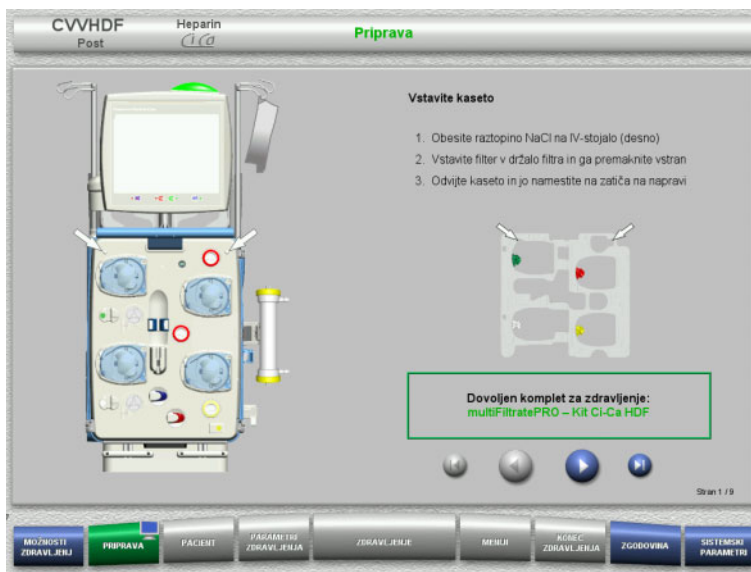 CVVHDF
Post
Heparin
Ci Ca
Priprava
Vstavite kaseto
1. Obesite raztopino NaCl na IV-stojalo (desno)
2. Vstavite filter v držalo filtra in ga premaknite vstran
3. Odvijte kaseto in jo namestite na zatiča na napravi
Dovoljen komplet za zdravljenje:
multiFiltratePRO – Kit Ci-Ca HDF
Stran 1 / 9
MOŽNOSTI
ZDRAVLJENJ
PRIPRAVA
PACIENT
PARAMETRI
ZDRAVLJENJA
ZDRAVLJENJE
MENIJI
KONEC
ZDRAVLJENJA
ZGODOVINA
SISTEMSKI
PARAMETRI